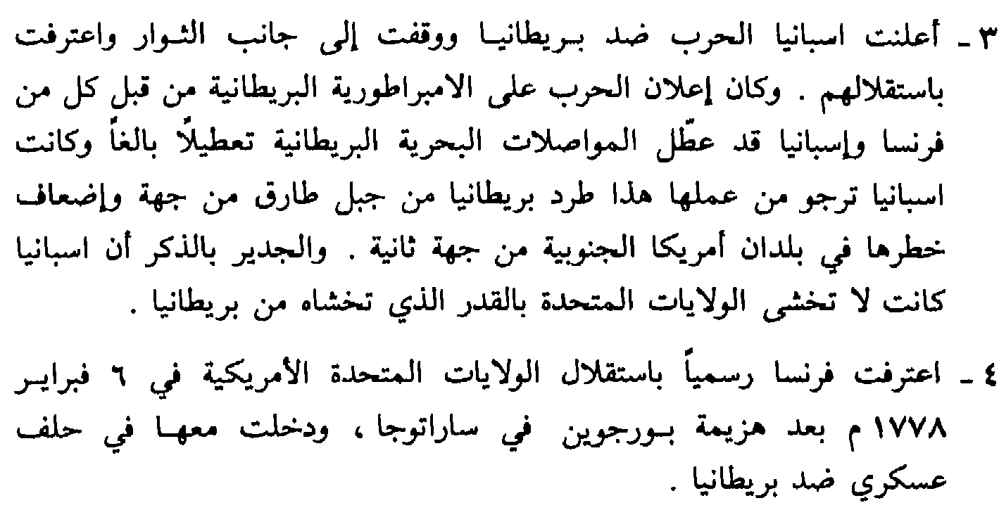 ٣ - أعلنت اسبانيا الحرب ضد بريطانيا ووقفت إلى جانب الثوار واعترفت
باستقلالهم . وكان إعلان الحرب على الامبراطورية البريطانية من قبل كل من
فرنسا وإسبانيا قد عطّل المواصلات البحرية البريطانية تعطيلًا بالغاً وكانت
اسبانيا ترجو من عملها هذا طرد بريطانيا من جبل طارق من جهة وإضعاف
خطرها في بلدان أمريكا الجنوبية من جهة ثانية . والجدير بالذكر أن اسبانيا
كانت لا تخشى الولايات المتحدة بالقدر الذي تخشاه من بريطانيا .
٤ - اعترفت فرنسا رسمياً باستقلال الولايات المتحدة الأمريكية في ٦ فبراير
١٧٧٨ م بعد هزيمة بورجوين في ساراتوجا ، ودخلت معها في حلف
عسكري ضد بريطانيا .